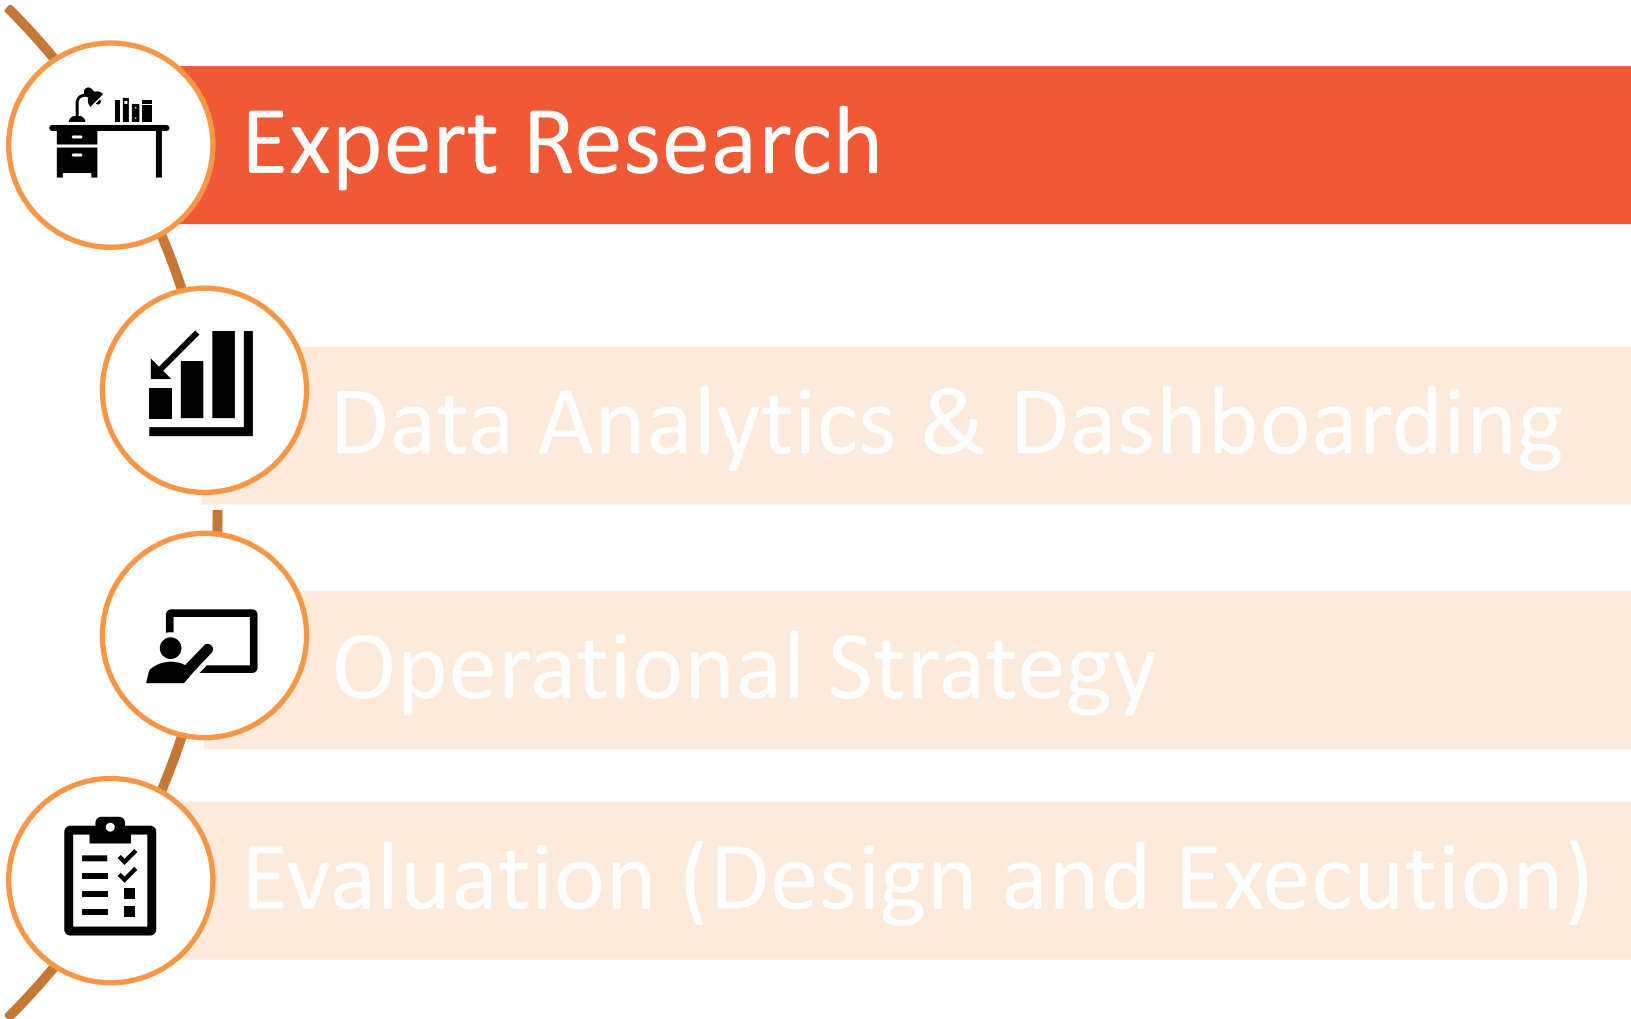 Expert Research
Data Analytics & Dashboarding
Operational Strategy
Evaluation (Design and Execution)